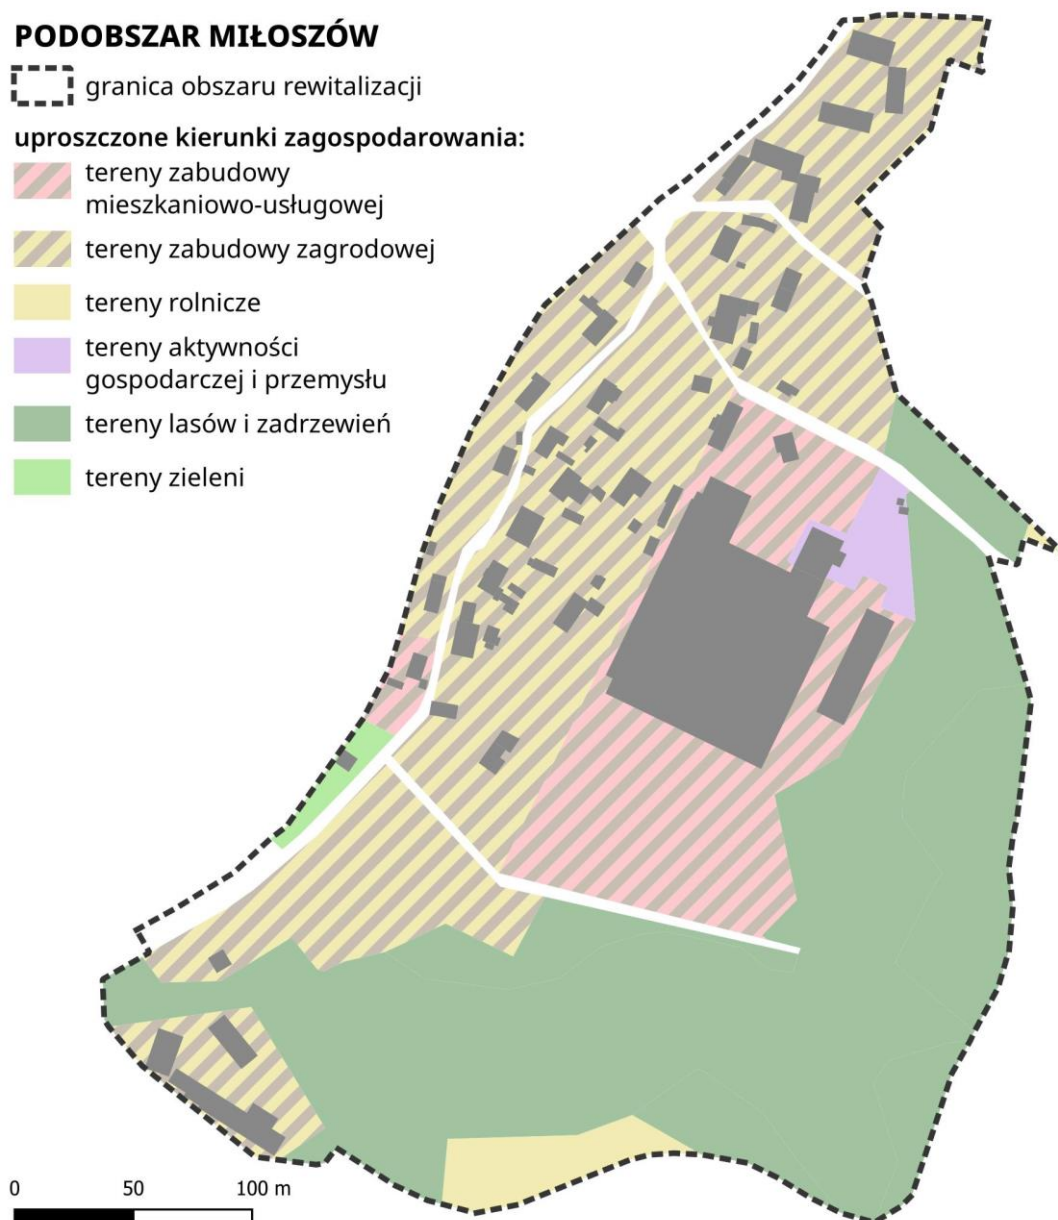 PODOBSZAR MIŁOSZÓW
granica obszaru rewitalizacji
uproszczone kierunki zagospodarowania:
tereny zabudowy
mieszkaniowo-usługowej
tereny zabudowy zagrodowej
tereny rolnicze
tereny aktywności
gospodarczej i przemysłu
tereny lasów i zadrzewień
tereny zieleni
0 50 100 m